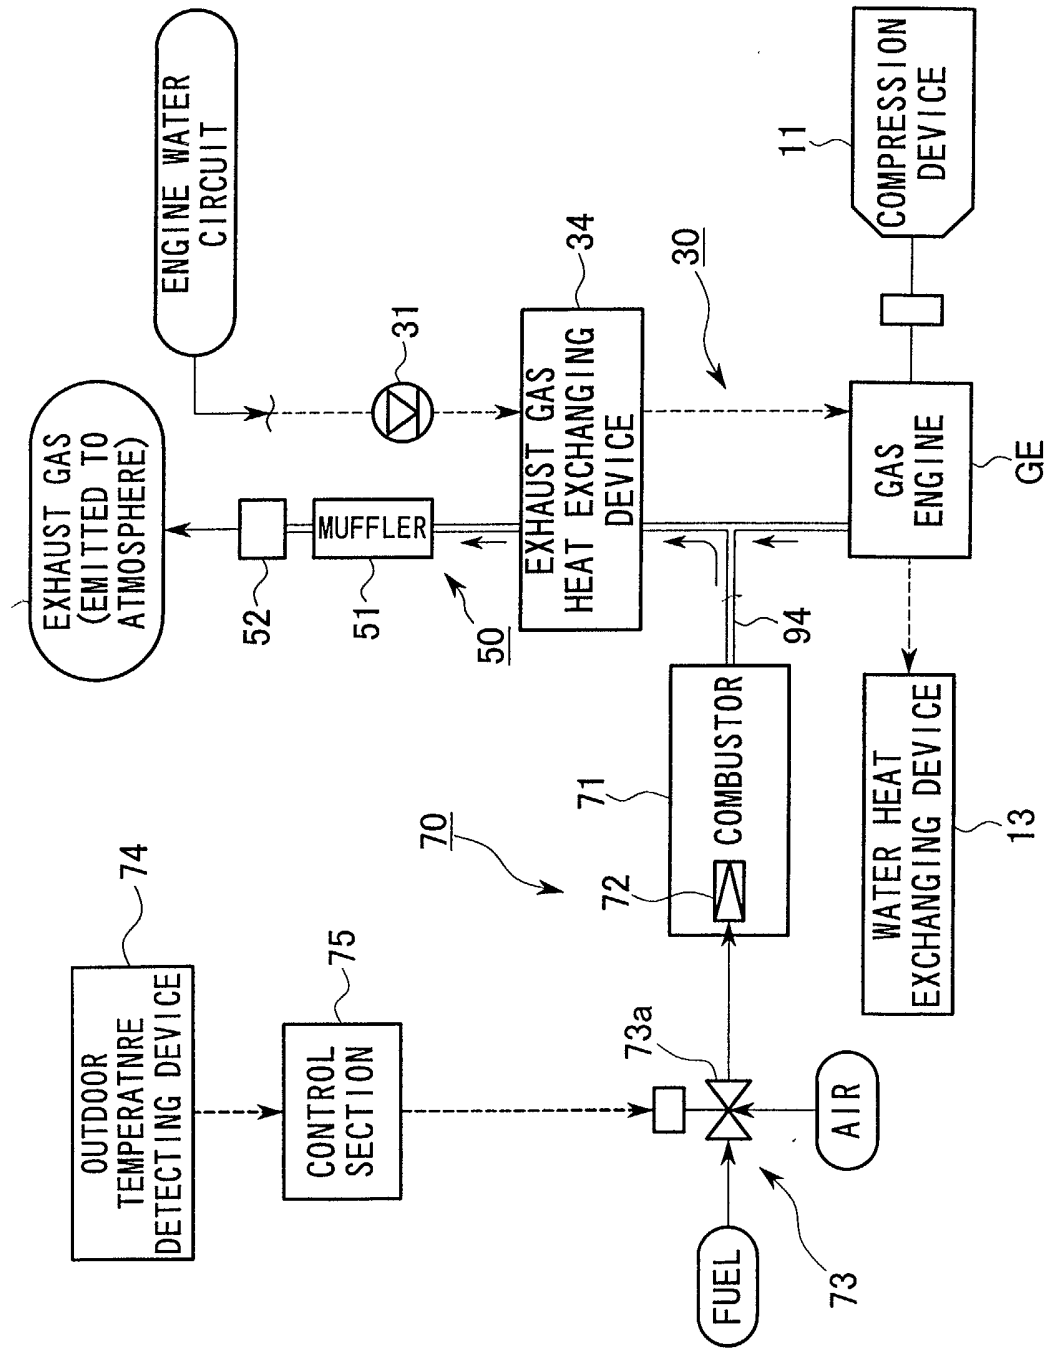 ENGINE WATER
CIRCUIT
EXHAUST GAS
(EMITTED TO
ATMOSPHERE)
52
MUFFLER
51
50
31
EXHAUST GAS
HEAT EXCHANGING
DEVICE
34
30
11
COMPRESSION
DEVICE
GAS
ENGINE
GE
94
OUTDOOR
TEMPERATNRE
DETECTING DEVICE
74
CONTROL
SECTION
75
70
71
72
COMBUSTOR
WATER HEAT
EXCHANGING DEVICE
13
73a
AIR
FUEL
73